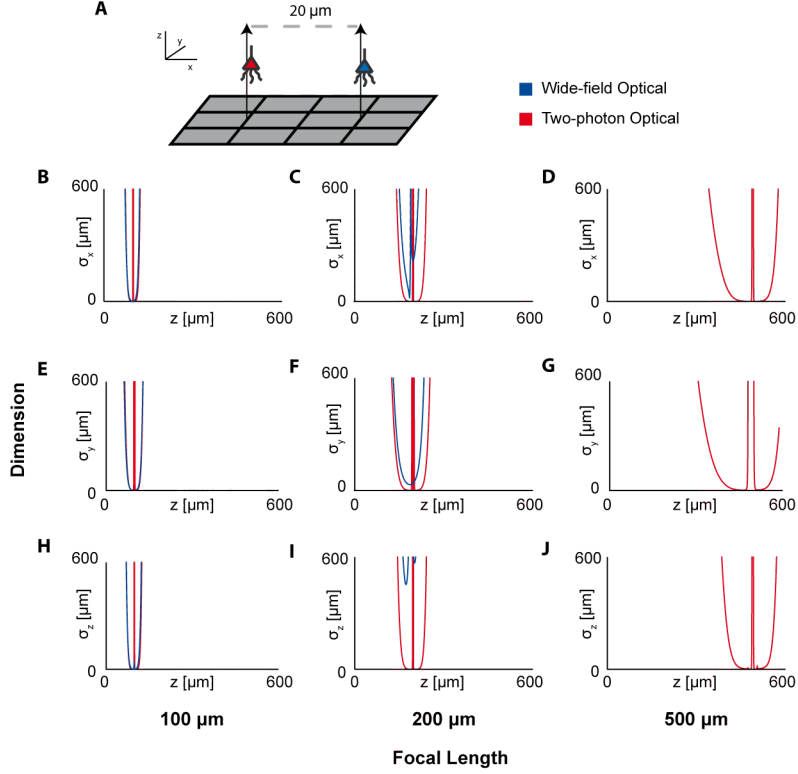 A
20 µm
z
y
x
Wide-field Optical
Two-photon Optical
B
600
σx [µm]
0
0
z [µm]
600
C
600
σx [µm]
0
0
z [µm]
600
D
600
σx [µm]
0
0
z [µm]
600
Dimension
E
600
σy [µm]
0
0
z [µm]
600
F
600
σy [µm]
0
0
z [µm]
600
G
600
σy [µm]
0
0
z [µm]
600
H
600
σz [µm]
0
0
z [µm]
600
I
600
σz [µm]
0
0
z [µm]
600
J
600
σz [µm]
0
0
z [µm]
600
100 µm
200 µm
500 µm
Focal Length